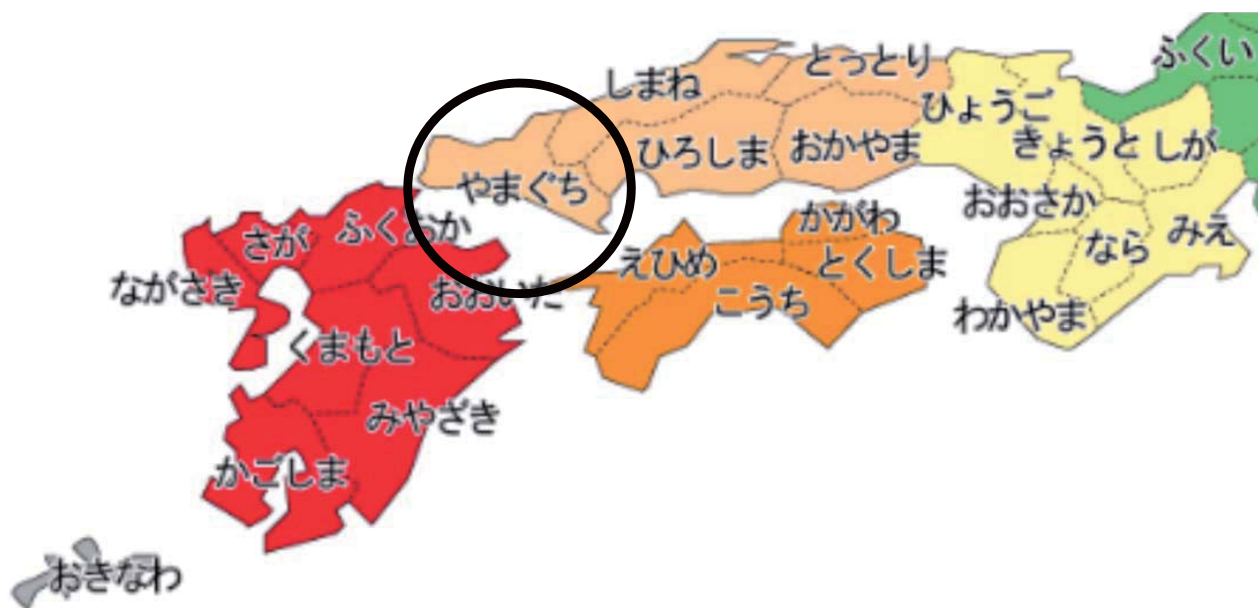 ふくい
とっとり
しまね
ひょうご
きょうと
しが
ひろしま
おかやま
やまぐち
おおさか
かがわ
みえ
なら
ふくおか
さが
えひめ
とくしま
ながさき
おおいた
こうち
わかやま
くまもと
みやざき
かごしま
おきなわ